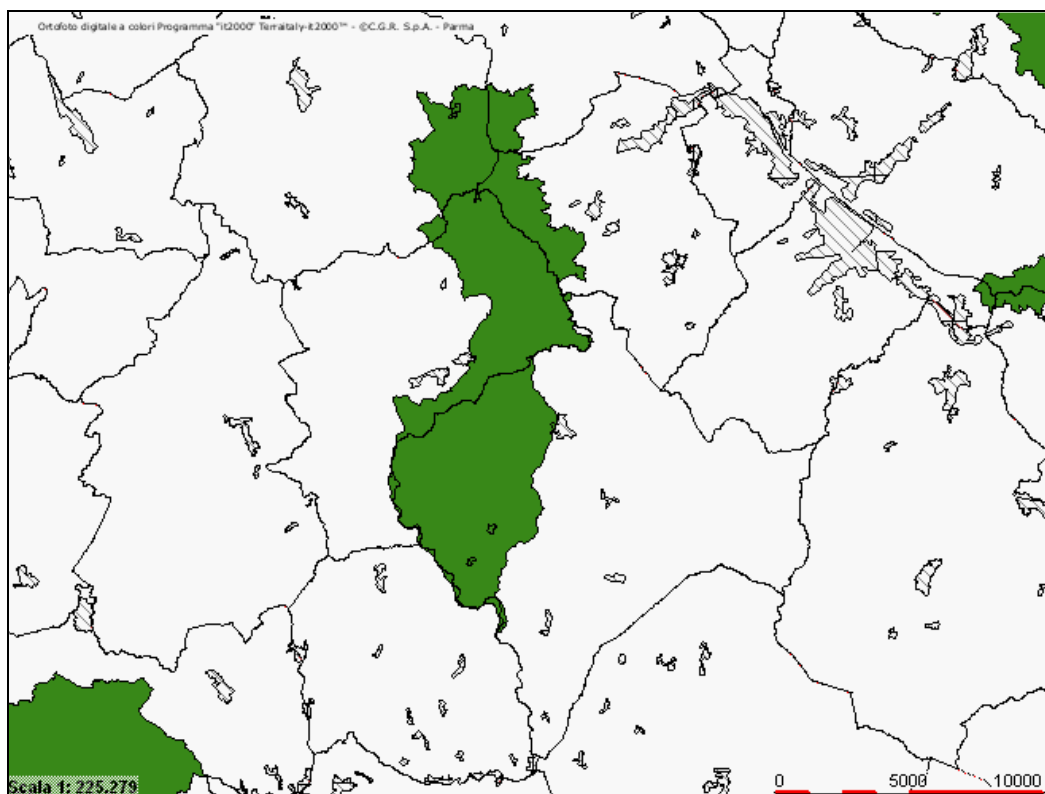 Ortofoto digitale a colori Programma "it2000" Terraitaly-it2000™ - ©C.G.R. S.p.A. - Parma
Scala 1: 225.279
0 5000 10000